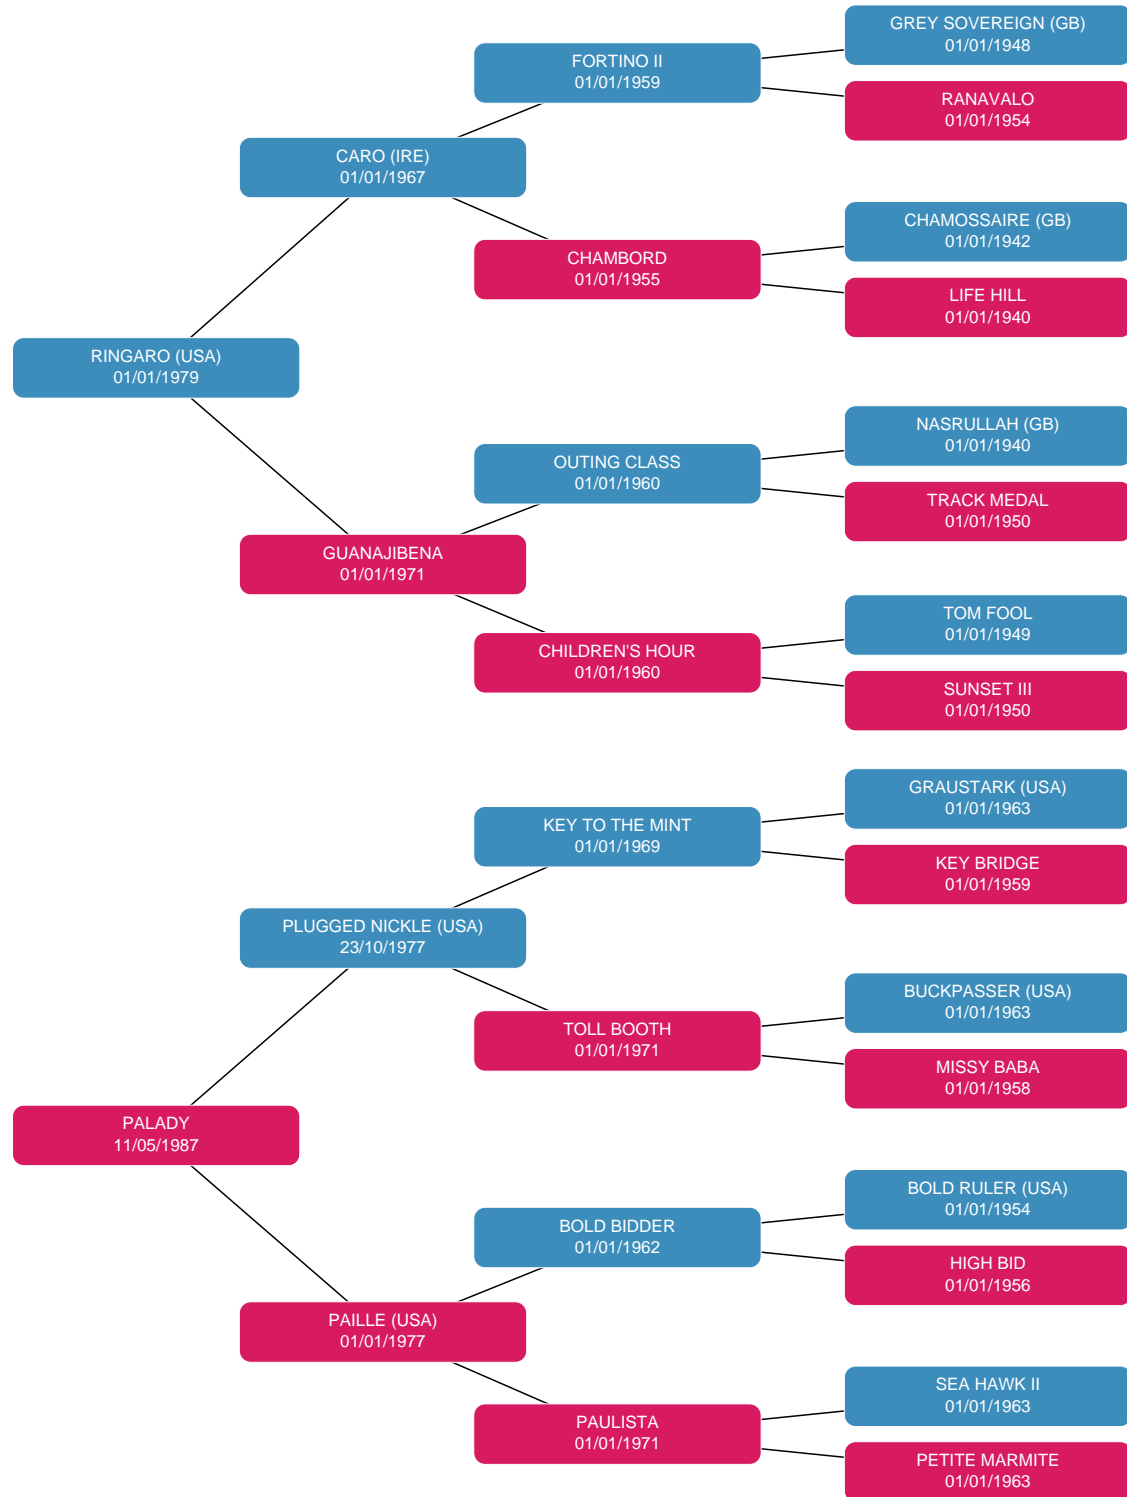 GREY SOVEREIGN (GB)
01/01/1948
FORTINO II
01/01/1959
RANAVALO
01/01/1954
CARO (IRE)
01/01/1967
CHAMOSSAIRE (GB)
01/01/1942
CHAMBORD
01/01/1955
LIFE HILL
01/01/1940
RINGARO (USA)
01/01/1979
NASRULLAH (GB)
01/01/1940
OUTING CLASS
01/01/1960
TRACK MEDAL
01/01/1950
GUANAJIBENA
01/01/1971
TOM FOOL
01/01/1949
CHILDREN'S HOUR
01/01/1960
SUNSET III
01/01/1950
GRAUSTARK (USA)
01/01/1963
KEY TO THE MINT
01/01/1969
KEY BRIDGE
01/01/1959
PLUGGED NICKLE (USA)
23/10/1977
BUCKPASSER (USA)
01/01/1963
TOLL BOOTH
01/01/1971
MISSY BABA
01/01/1958
PALADY
11/05/1987
BOLD RULER (USA)
01/01/1954
BOLD BIDDER
01/01/1962
HIGH BID
01/01/1956
PAILLE (USA)
01/01/1977
SEA HAWK II
01/01/1963
PAULISTA
01/01/1971
PETITE MARMITE
01/01/1963